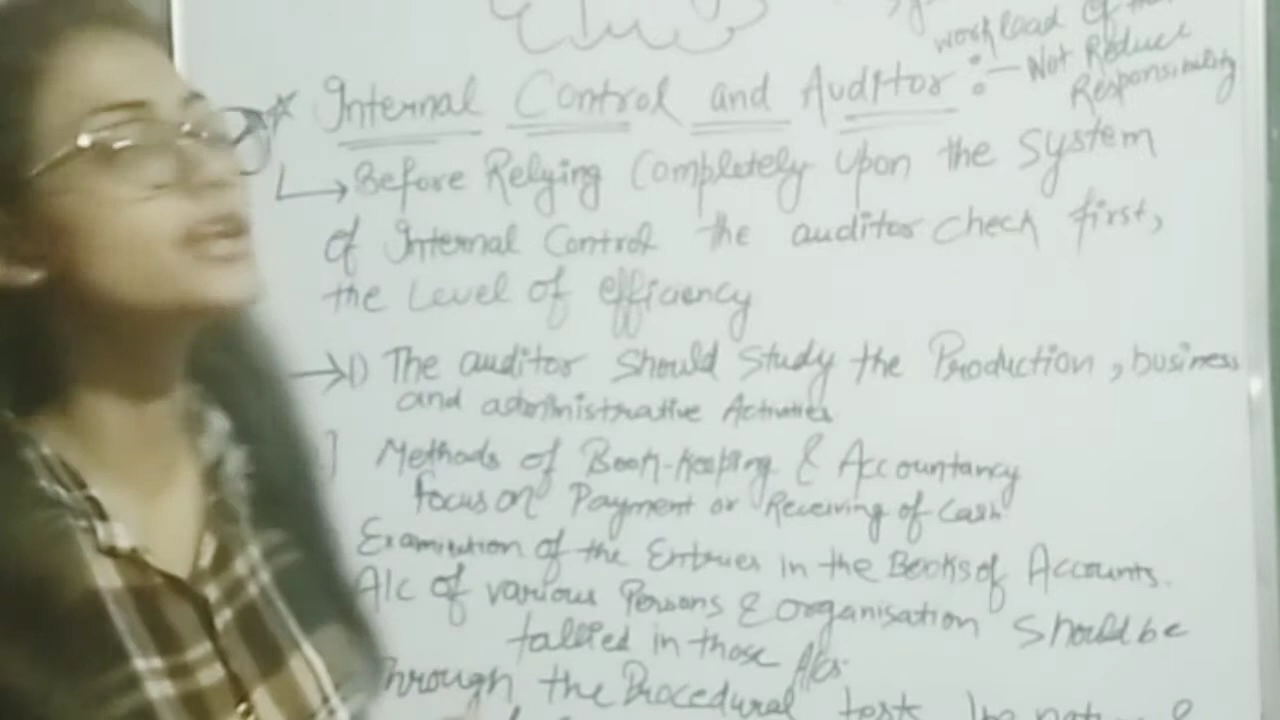 workload of
Not Reduce
Responsibility
* Internal Control and Auditor :-
↳ Before Relying Completely upon the System
of Internal Control the auditor check first,
the Level of efficiency
→ 1) The auditor should study the Production, business
and administrative Activities
] Methods of Book-keeping & Accountancy
focus on Payment or Receiving of Cash
Examintion of the Entries in the Books of Accounts.
A/c of various Persons & organisation should be
tallied in those A/cs.
Through the Procedural tests